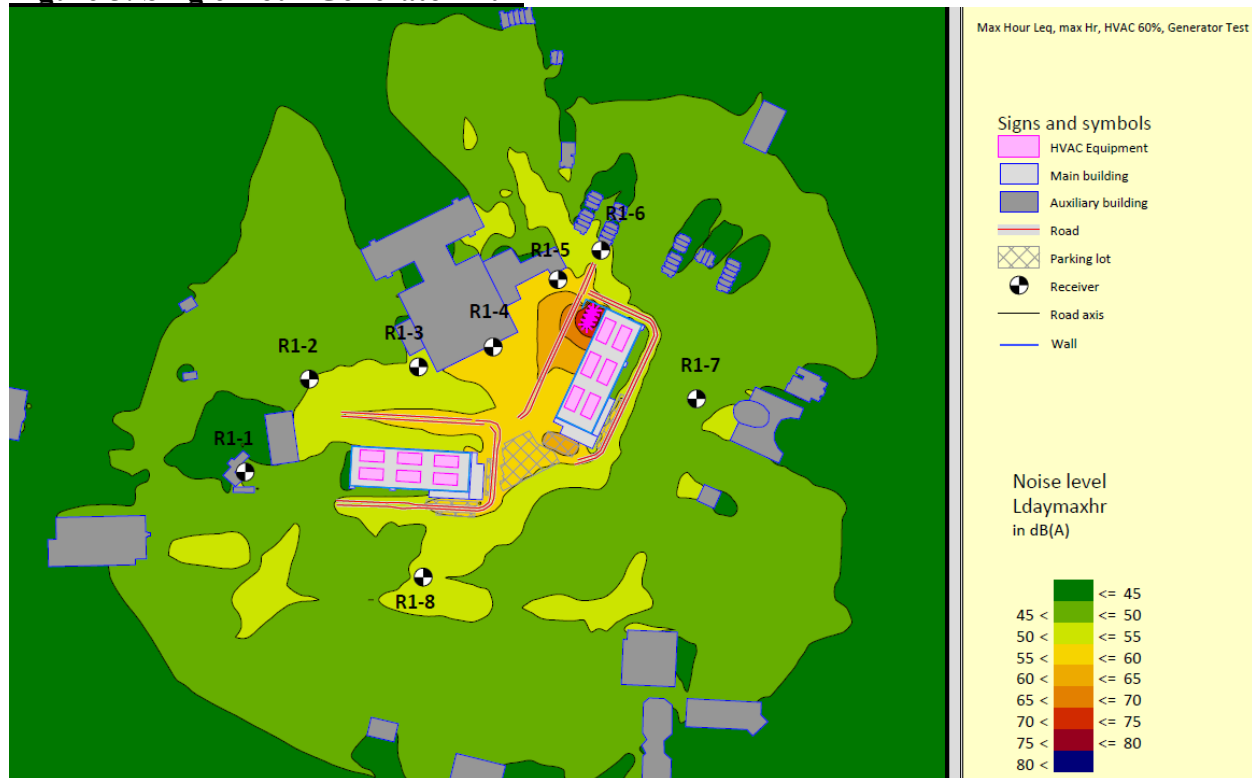 Max Hour Leq, max Hr, HVAC 60%, Generator Test
Signs and symbols
HVAC Equipment
Main building
Auxiliary building
Road
Parking lot
Receiver
Road axis
Wall
R1-6
R1-5
R1-4
R1-3
R1-2
R1-7
R1-1
R1-8
Noise level
Ldaymaxhr
in dB(A)
<= 45
45 < <= 50
50 < <= 55
55 < <= 60
60 < <= 65
65 < <= 70
70 < <= 75
75 < <= 80
80 <